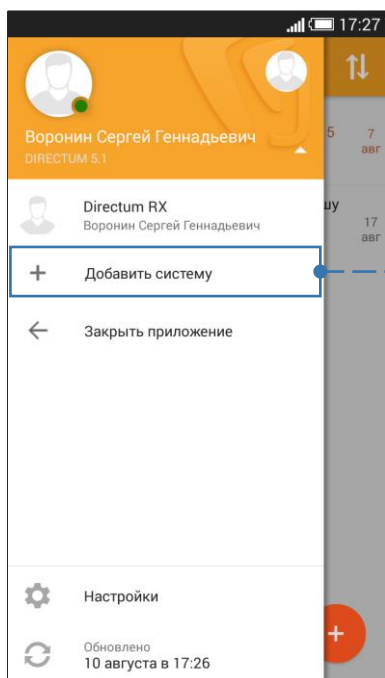 17:27
Воронин Сергей Геннадьевич
DIRECTUM 5.1
5
7
авг
Directum RX
Воронин Сергей Геннадьевич
шу
17
авг
+ Добавить систему
Закрыть приложение
Настройки
+
Обновлено
10 августа в 17:26